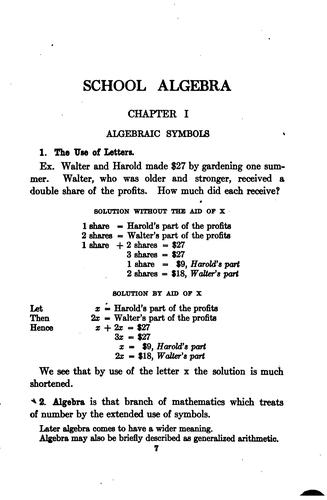 SCHOOL ALGEBRA
CHAPTER I
ALGEBRAIC SYMBOLS
1. The Use of Letters.
Ex. Walter and Harold made $27 by gardening one sum-
mer. Walter, who was older and stronger, received a
double share of the profits. How much did each receive?
SOLUTION WITHOUT THE AID OF X
1 share = Harold's part of the profits
2 shares = Walter's part of the profits
1 share + 2 shares = $27
3 shares = $27
1 share = $9, Harold's part
2 shares = $18, Walter's part
SOLUTION BY AID OF X
Let x = Harold's part of the profits
Then 2x = Walter's part of the profits
Hence x + 2x = $27
3x = $27
x = $9, Harold's part
2x = $18, Walter's part
We see that by use of the letter x the solution is much
shortened.
2. Algebra is that branch of mathematics which treats
of number by the extended use of symbols.
Later algebra comes to have a wider meaning.
Algebra may also be briefly described as generalized arithmetic.
7